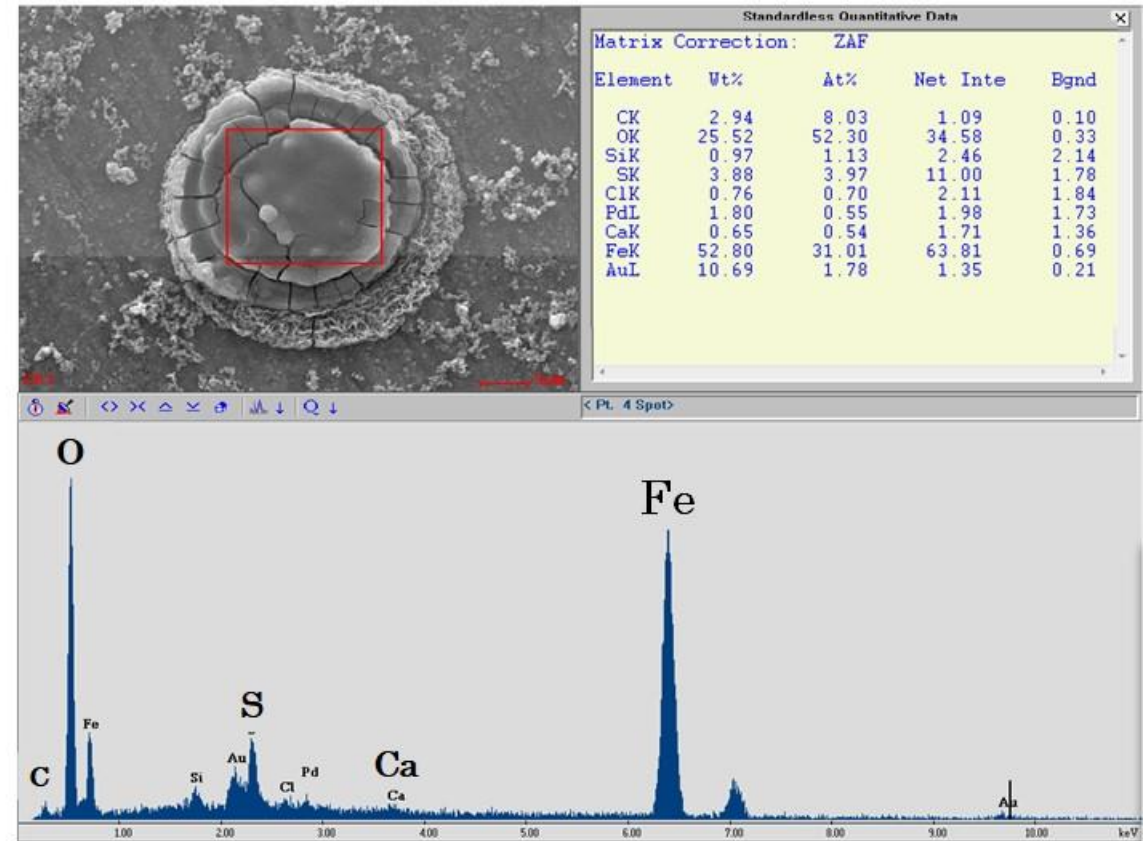 Standardless Quantitative Data
Matrix Correction: ZAF
Element Wt% At% Net Inte Bgnd
CK 2.94 8.03 1.09 0.10
OK 25.52 52.30 34.58 0.33
SiK 0.97 1.13 2.46 2.14
SK 3.88 3.97 11.00 1.78
ClK 0.76 0.70 2.11 1.84
PdL 1.80 0.55 1.98 1.73
CaK 0.65 0.54 1.71 1.36
FeK 52.80 31.01 63.81 0.69
AuL 10.69 1.78 1.35 0.21
< Pt. 4 Spot>
O
Fe
S
Fe
Au
Ca
C
Si
Cl
Pd
Ca
Au
1.00 2.00 3.00 4.00 5.00 6.00 7.00 8.00 9.00 10.00 keV